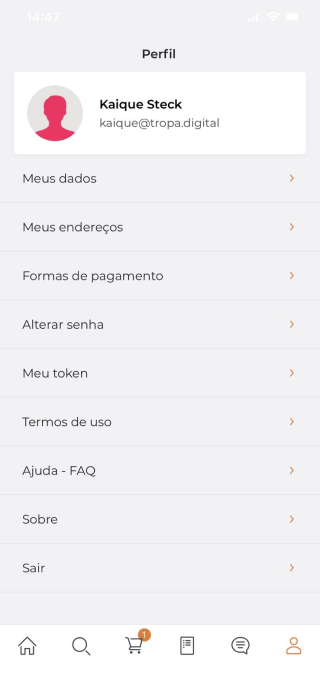 14:47
Perfil
Kaique Steck
kaique@tropa.digital
Meus dados
Meus endereços
Formas de pagamento
Alterar senha
Meu token
Termos de uso
Ajuda - FAQ
Sobre
Sair
1